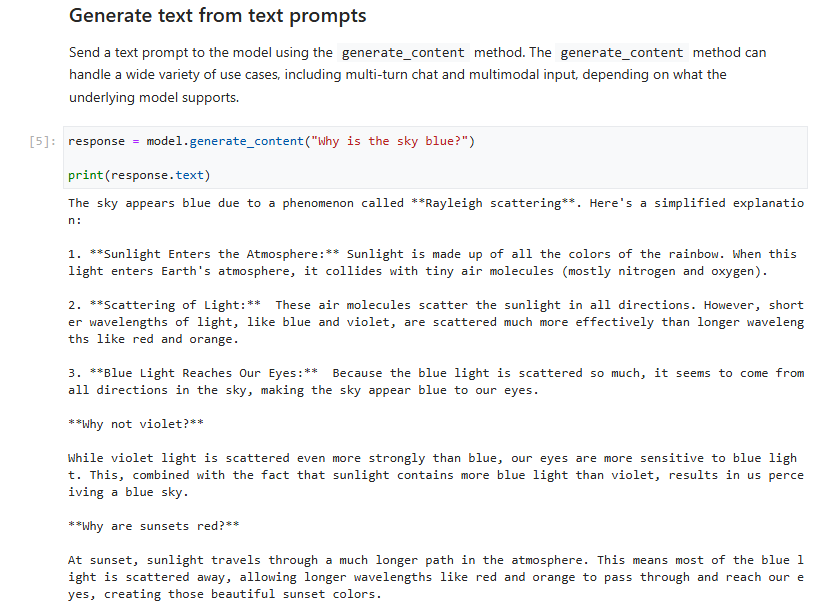 Generate text from text prompts
Send a text prompt to the model using the generate_content method. The generate_content method can
handle a wide variety of use cases, including multi-turn chat and multimodal input, depending on what the
underlying model supports.
[5]: response = model.generate_content("Why is the sky blue?")
print(response.text)
The sky appears blue due to a phenomenon called **Rayleigh scattering**. Here's a simplified explanatio
n:
1. **Sunlight Enters the Atmosphere:** Sunlight is made up of all the colors of the rainbow. When this
light enters Earth's atmosphere, it collides with tiny air molecules (mostly nitrogen and oxygen).
2. **Scattering of Light:**  These air molecules scatter the sunlight in all directions. However, short
er wavelengths of light, like blue and violet, are scattered much more effectively than longer waveleng
ths like red and orange.
3. **Blue Light Reaches Our Eyes:**  Because the blue light is scattered so much, it seems to come from
all directions in the sky, making the sky appear blue to our eyes.
**Why not violet?**
While violet light is scattered even more strongly than blue, our eyes are more sensitive to blue ligh
t. This, combined with the fact that sunlight contains more blue light than violet, results in us perce
iving a blue sky.
**Why are sunsets red?**
At sunset, sunlight travels through a much longer path in the atmosphere. This means most of the blue l
ight is scattered away, allowing longer wavelengths like red and orange to pass through and reach our e
yes, creating those beautiful sunset colors.